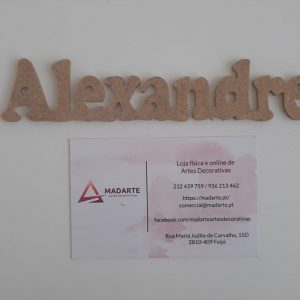 Alexandre
MADARTE
Loja física e online de
Artes Decorativas
212 439 759 / 936 213 462
https://madarte.pt/
comercial@madarte.pt
facebook.com/madarteartesdecorativas
Rua Maria Judite de Carvalho, 15D
2810-409 Feijó